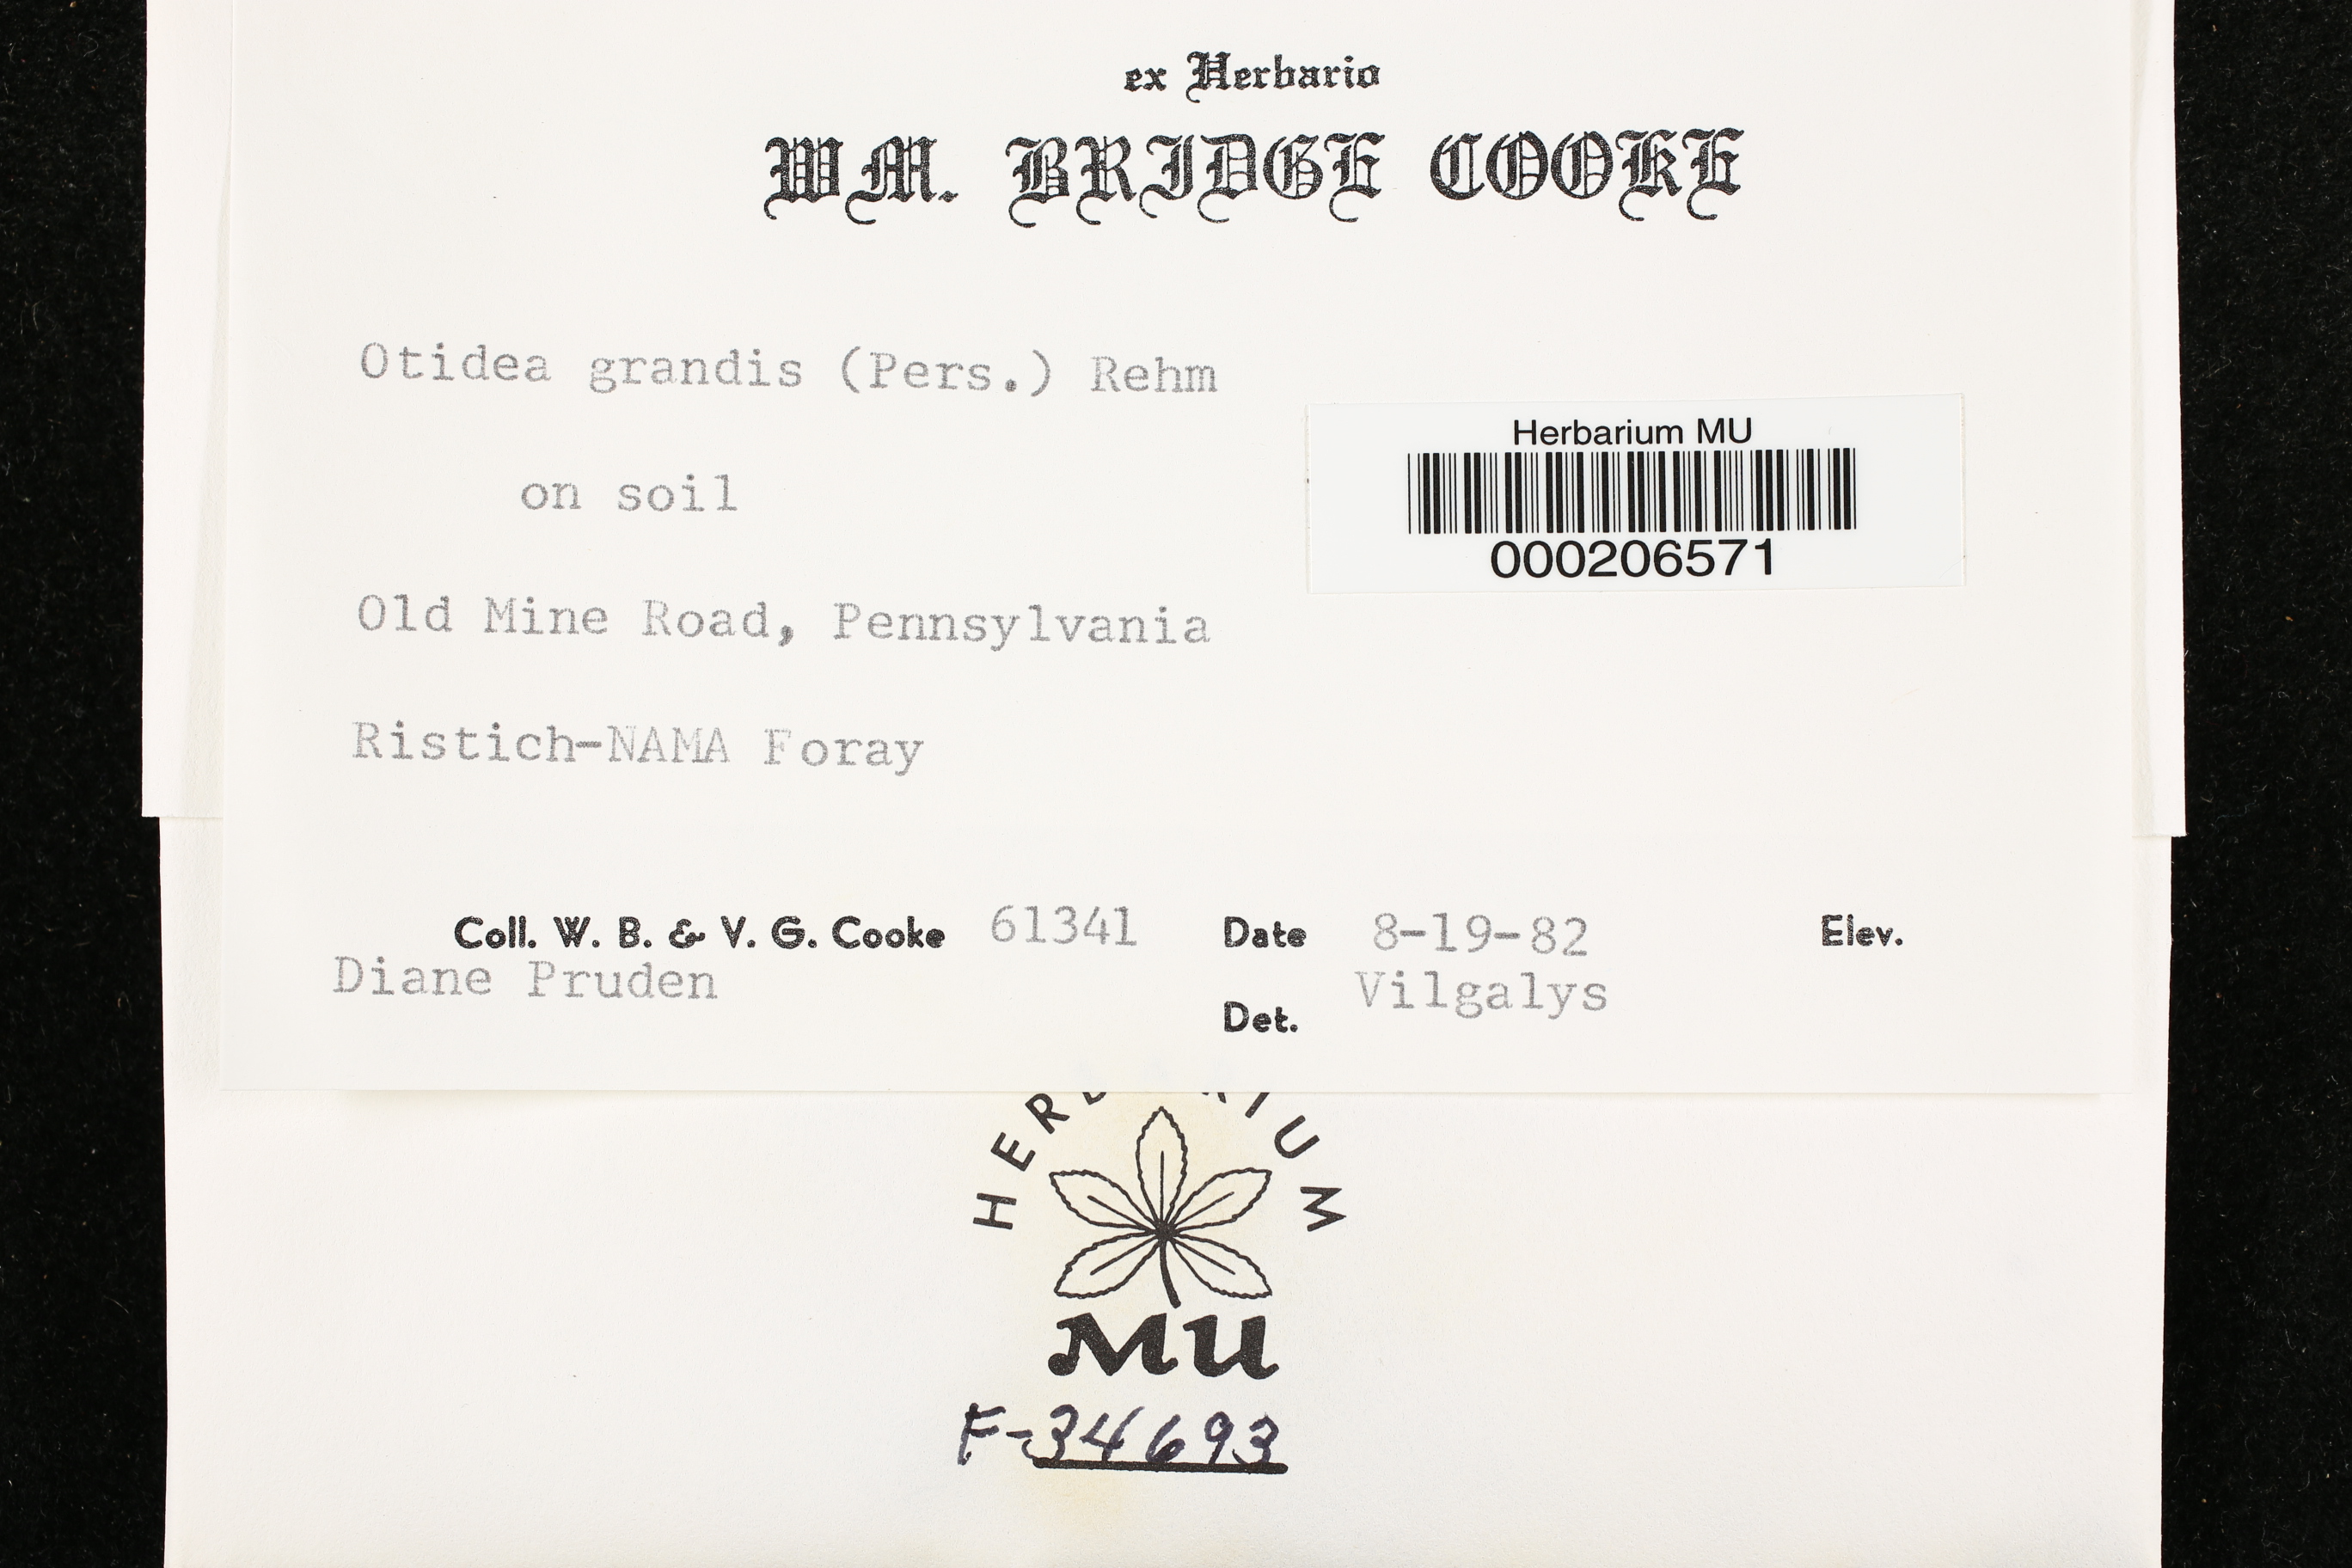 ex Herbario
WM. BRIDGE COOKE
Otidea grandis (Pers.) Rehm
Herbarium MU
000206571
on soil
Old Mine Road, Pennsylvania
Ristich-NAMA Foray
Coll. W. B. & V. G. Cooke 61341 Date 8-19-82 Elev.
Diane Pruden
Det. Vilgalys
HERBARIUM
MU
F-34693